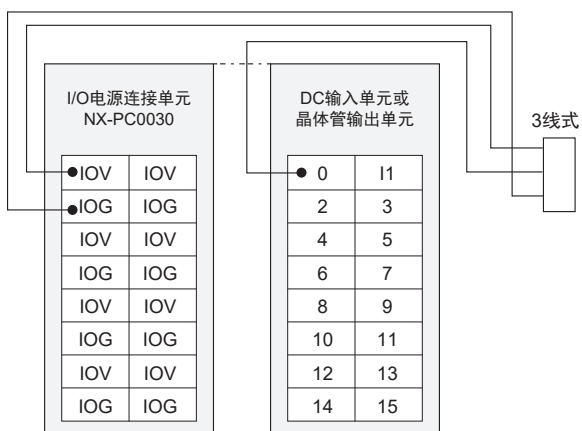 I/O电源连接单元
NX-PC0030
DC输入单元或
晶体管输出单元
3线式
IOV IOV
IOG IOG
IOV IOV
IOG IOG
IOV IOV
IOG IOG
IOV IOV
IOG IOG
0 I1
2 3
4 5
6 7
8 9
10 11
12 13
14 15